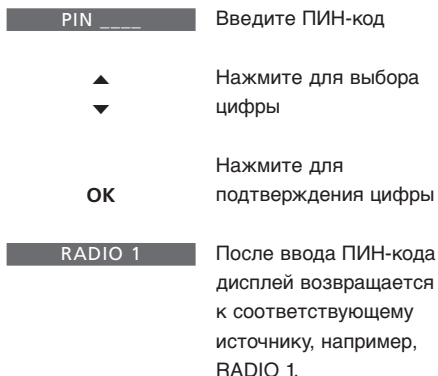 PIN ____ Введите ПИН-код
▲ Нажмите для выбора
▼ цифры
Нажмите для
OK подтверждения цифры
RADIO 1 После ввода ПИН-кода
дисплей возвращается
к соответствующему
источнику, например,
RADIO 1.